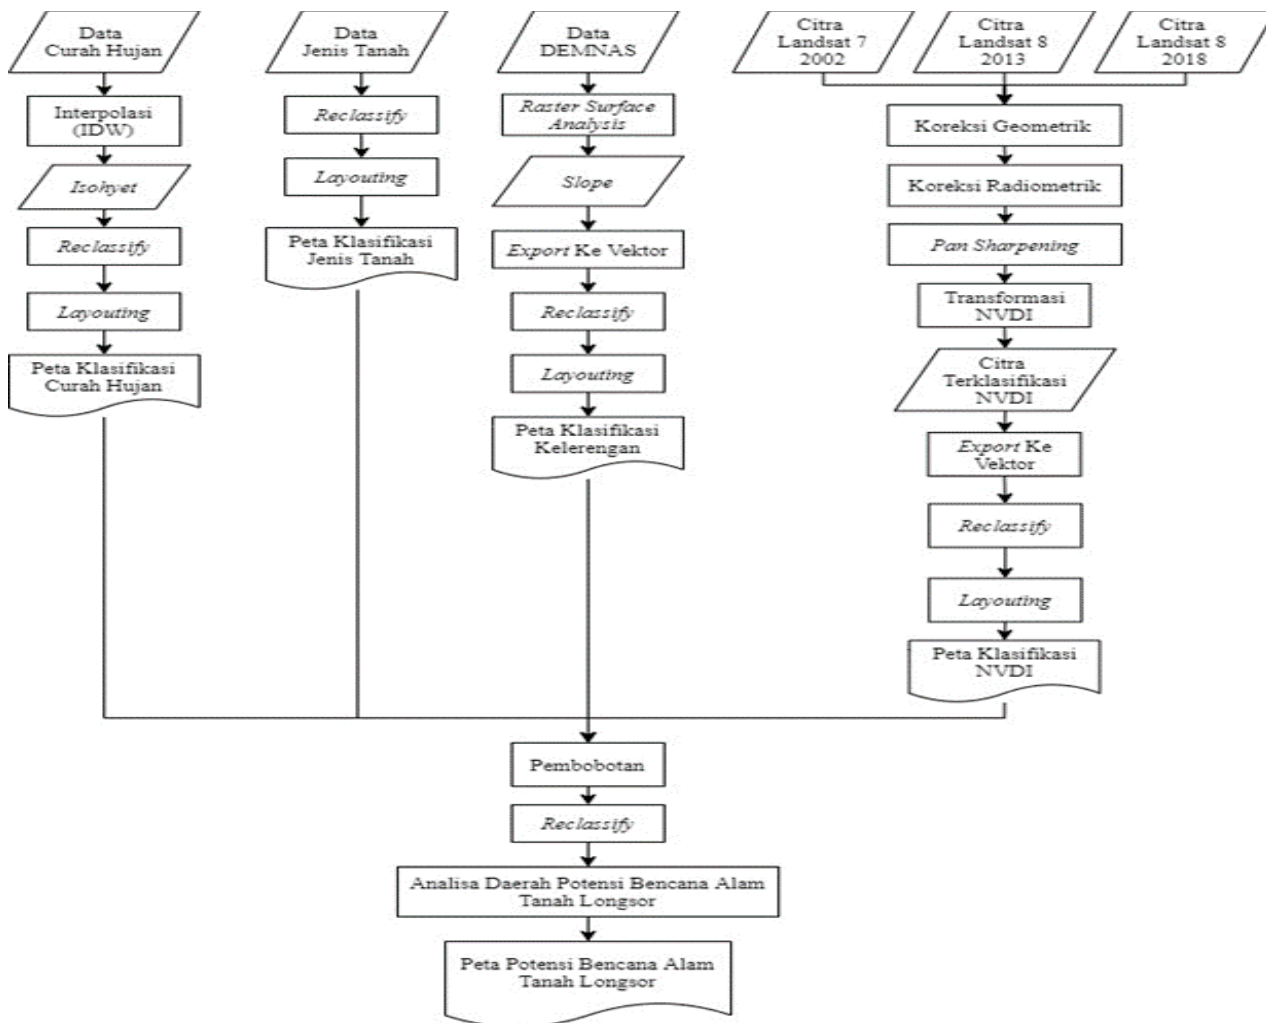 Data
Curah Hujan
Interpolasi
(IDW)
Isohyet
Reclassify
Layouting
Peta Klasifikasi
Curah Hujan
Data
Jenis Tanah
Reclassify
Layouting
Peta Klasifikasi
Jenis Tanah
Data
DEMNAS
Raster Surface
Analysis
Slope
Export Ke Vektor
Reclassify
Layouting
Peta Klasifikasi
Kelerengan
Citra
Landsat 7
2002
Citra
Landsat 8
2013
Citra
Landsat 8
2018
Koreksi Geometrik
Koreksi Radiometrik
Pan Sharpening
Transformasi
NVDI
Citra
Terklasifikasi
NVDI
Export Ke
Vektor
Reclassify
Layouting
Peta Klasifikasi
NVDI
Pembobotan
Reclassify
Analisa Daerah Potensi Bencana Alam
Tanah Longsor
Peta Potensi Bencana Alam
Tanah Longsor